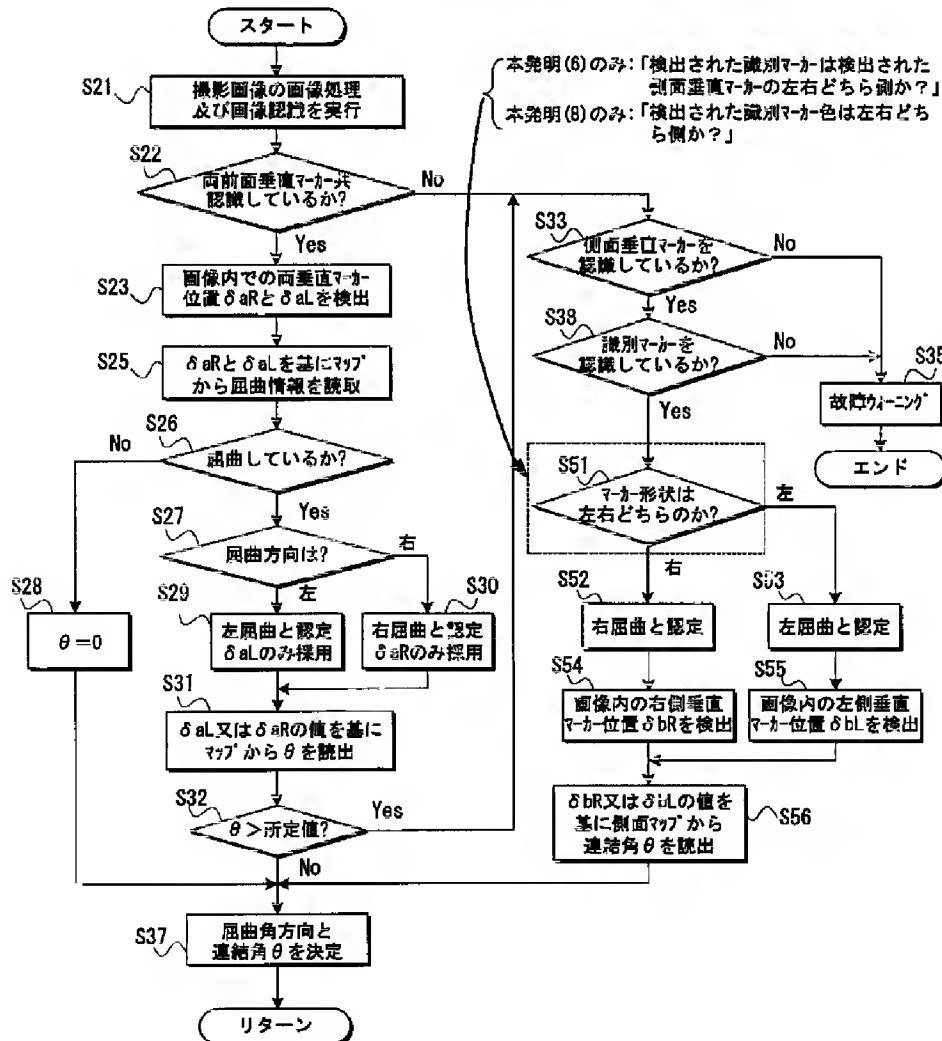 スタート
S21
撮影画像の画像処理
及び画像認識を実行
S22
両前面垂直ﾏｰｶｰ共
認識しているか?
No
Yes
S23
画像内での両垂直ﾏｰｶｰ
位置δaRとδaLを検出
S25
δaRとδaLを基にﾏｯﾌﾟ
から屈曲情報を読取
S26
屈曲しているか?
No
Yes
S27
屈曲方向は?
右
左
S28
θ=0
S29
左屈曲と認定
δaLのみ採用
S30
右屈曲と認定
δaRのみ採用
S31
δaL又はδaRの値を基に
ﾏｯﾌﾟからθを読出
S32
θ>所定値?
Yes
No
S37
屈曲角方向と
連結角θを決定
リターン
本発明(6)のみ:「検出された識別ﾏｰｶｰは検出された
側面垂直ﾏｰｶｰの左右どちら側か?」
本発明(8)のみ:「検出された識別ﾏｰｶｰ色は左右どち
ら側か?」
S33
側面垂直ﾏｰｶｰを
認識しているか?
No
Yes
S38
識別ﾏｰｶｰを
認識しているか?
No
Yes
S35
故障ｳｫｰﾆﾝｸﾞ
エンド
S51
ﾏｰｶｰ形状は
左右どちらのか?
左
右
S52
右屈曲と認定
S53
左屈曲と認定
S54
画像内の右側垂直
ﾏｰｶｰ位置δbRを検出
S55
画像内の左側垂直
ﾏｰｶｰ位置δbLを検出
δbR又はδbLの値を
基に側面ﾏｯﾌﾟから
連結角θを読出
S56